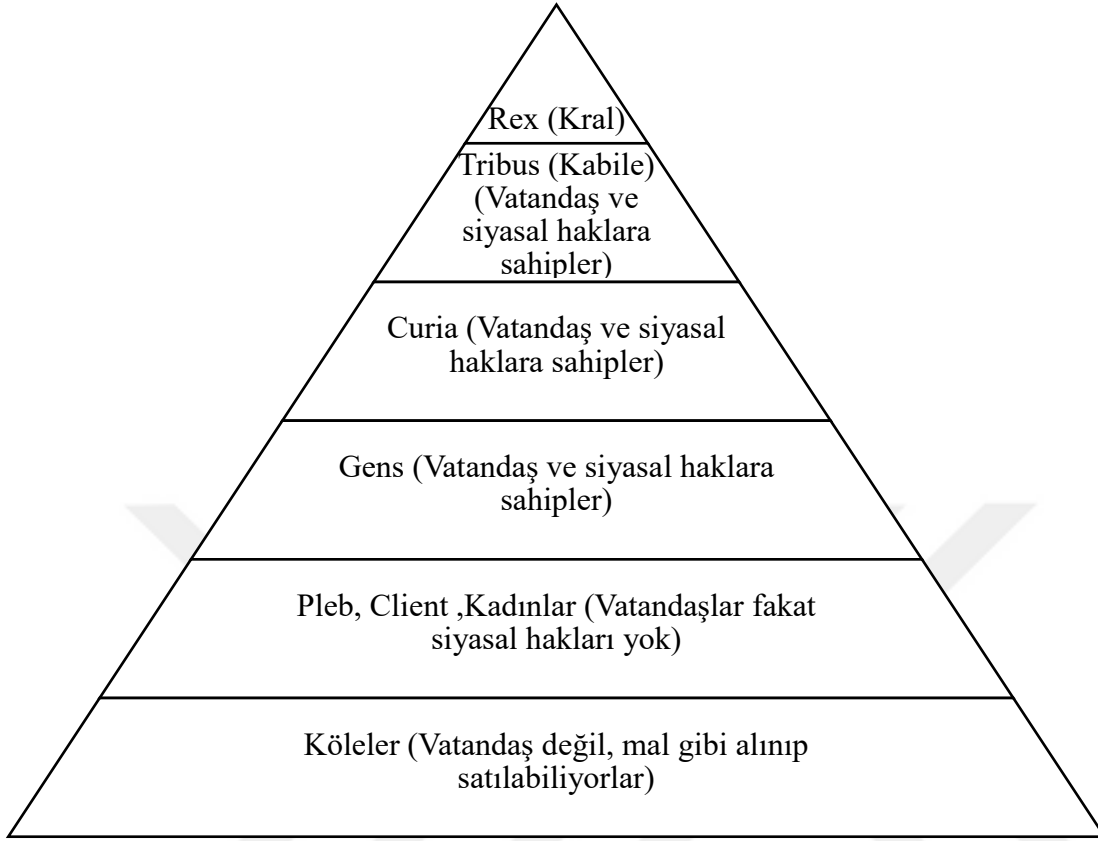 Rex (Kral)
Tribus (Kabile)
(Vatandaş ve
siyasal haklara
sahipler)
Curia (Vatandaş ve siyasal
haklara sahipler)
Gens (Vatandaş ve siyasal haklara
sahipler)
Pleb, Client ,Kadınlar (Vatandaşlar fakat
siyasal hakları yok)
Köleler (Vatandaş değil, mal gibi alınıp
satılabiliyorlar)